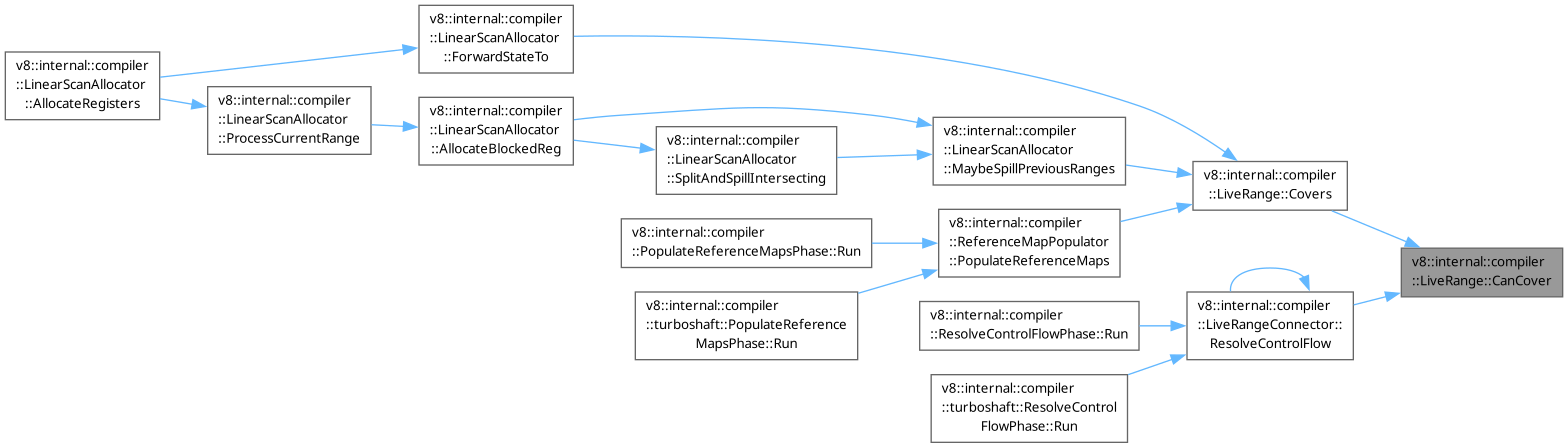 v8::internal::compiler
::LinearScanAllocator
::ForwardStateTo
v8::internal::compiler
::LinearScanAllocator
::AllocateRegisters
v8::internal::compiler
::LinearScanAllocator
::ProcessCurrentRange
v8::internal::compiler
::LinearScanAllocator
::AllocateBlockedReg
v8::internal::compiler
::LinearScanAllocator
::SplitAndSpillIntersecting
v8::internal::compiler
::LinearScanAllocator
::MaybeSpillPreviousRanges
v8::internal::compiler
::LiveRange::Covers
v8::internal::compiler
::PopulateReferenceMapsPhase::Run
v8::internal::compiler
::ReferenceMapPopulator
::PopulateReferenceMaps
v8::internal::compiler
::LiveRange::CanCover
v8::internal::compiler
::turboshaft::PopulateReference
MapsPhase::Run
v8::internal::compiler
::ResolveControlFlowPhase::Run
v8::internal::compiler
::LiveRangeConnector::
ResolveControlFlow
v8::internal::compiler
::turboshaft::ResolveControl
FlowPhase::Run